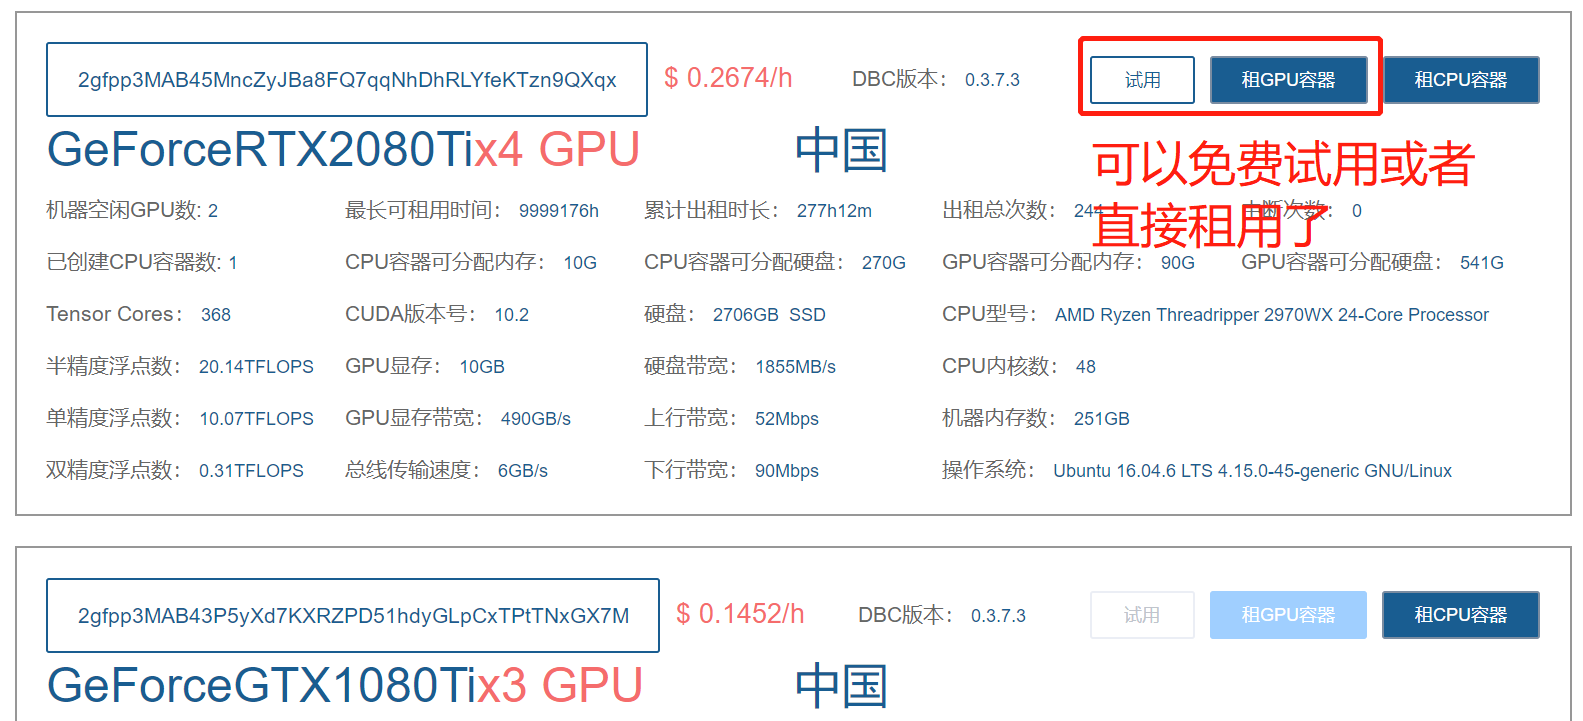 2gfpp3MAB45MncZyJBa8FQ7qqNhDhRLYfeKTzn9QXqx $ 0.2674/h DBC版本： 0.3.7.3 试用 租GPU容器 租CPU容器
GeForceRTX2080Tix4 GPU 中国
可以免费试用或者
直接租用了
机器空闲GPU数: 2 最长可租用时间： 9999176h 累计出租时长： 277h12m 出租总次数： 244 中断次数： 0
已创建CPU容器数: 1 CPU容器可分配内存： 10G CPU容器可分配硬盘： 270G GPU容器可分配内存： 90G GPU容器可分配硬盘： 541G
Tensor Cores： 368 CUDA版本号： 10.2 硬盘： 2706GB SSD CPU型号： AMD Ryzen Threadripper 2970WX 24-Core Processor
半精度浮点数： 20.14TFLOPS GPU显存： 10GB 硬盘带宽： 1855MB/s CPU内核数： 48
单精度浮点数： 10.07TFLOPS GPU显存带宽： 490GB/s 上行带宽： 52Mbps 机器内存数： 251GB
双精度浮点数： 0.31TFLOPS 总线传输速度： 6GB/s 下行带宽： 90Mbps 操作系统： Ubuntu 16.04.6 LTS 4.15.0-45-generic GNU/Linux
2gfpp3MAB43P5yXd7KXRZPD51hdyGLpCxTPtTNxGX7M $ 0.1452/h DBC版本： 0.3.7.3 试用 租GPU容器 租CPU容器
GeForceGTX1080Tix3 GPU 中国